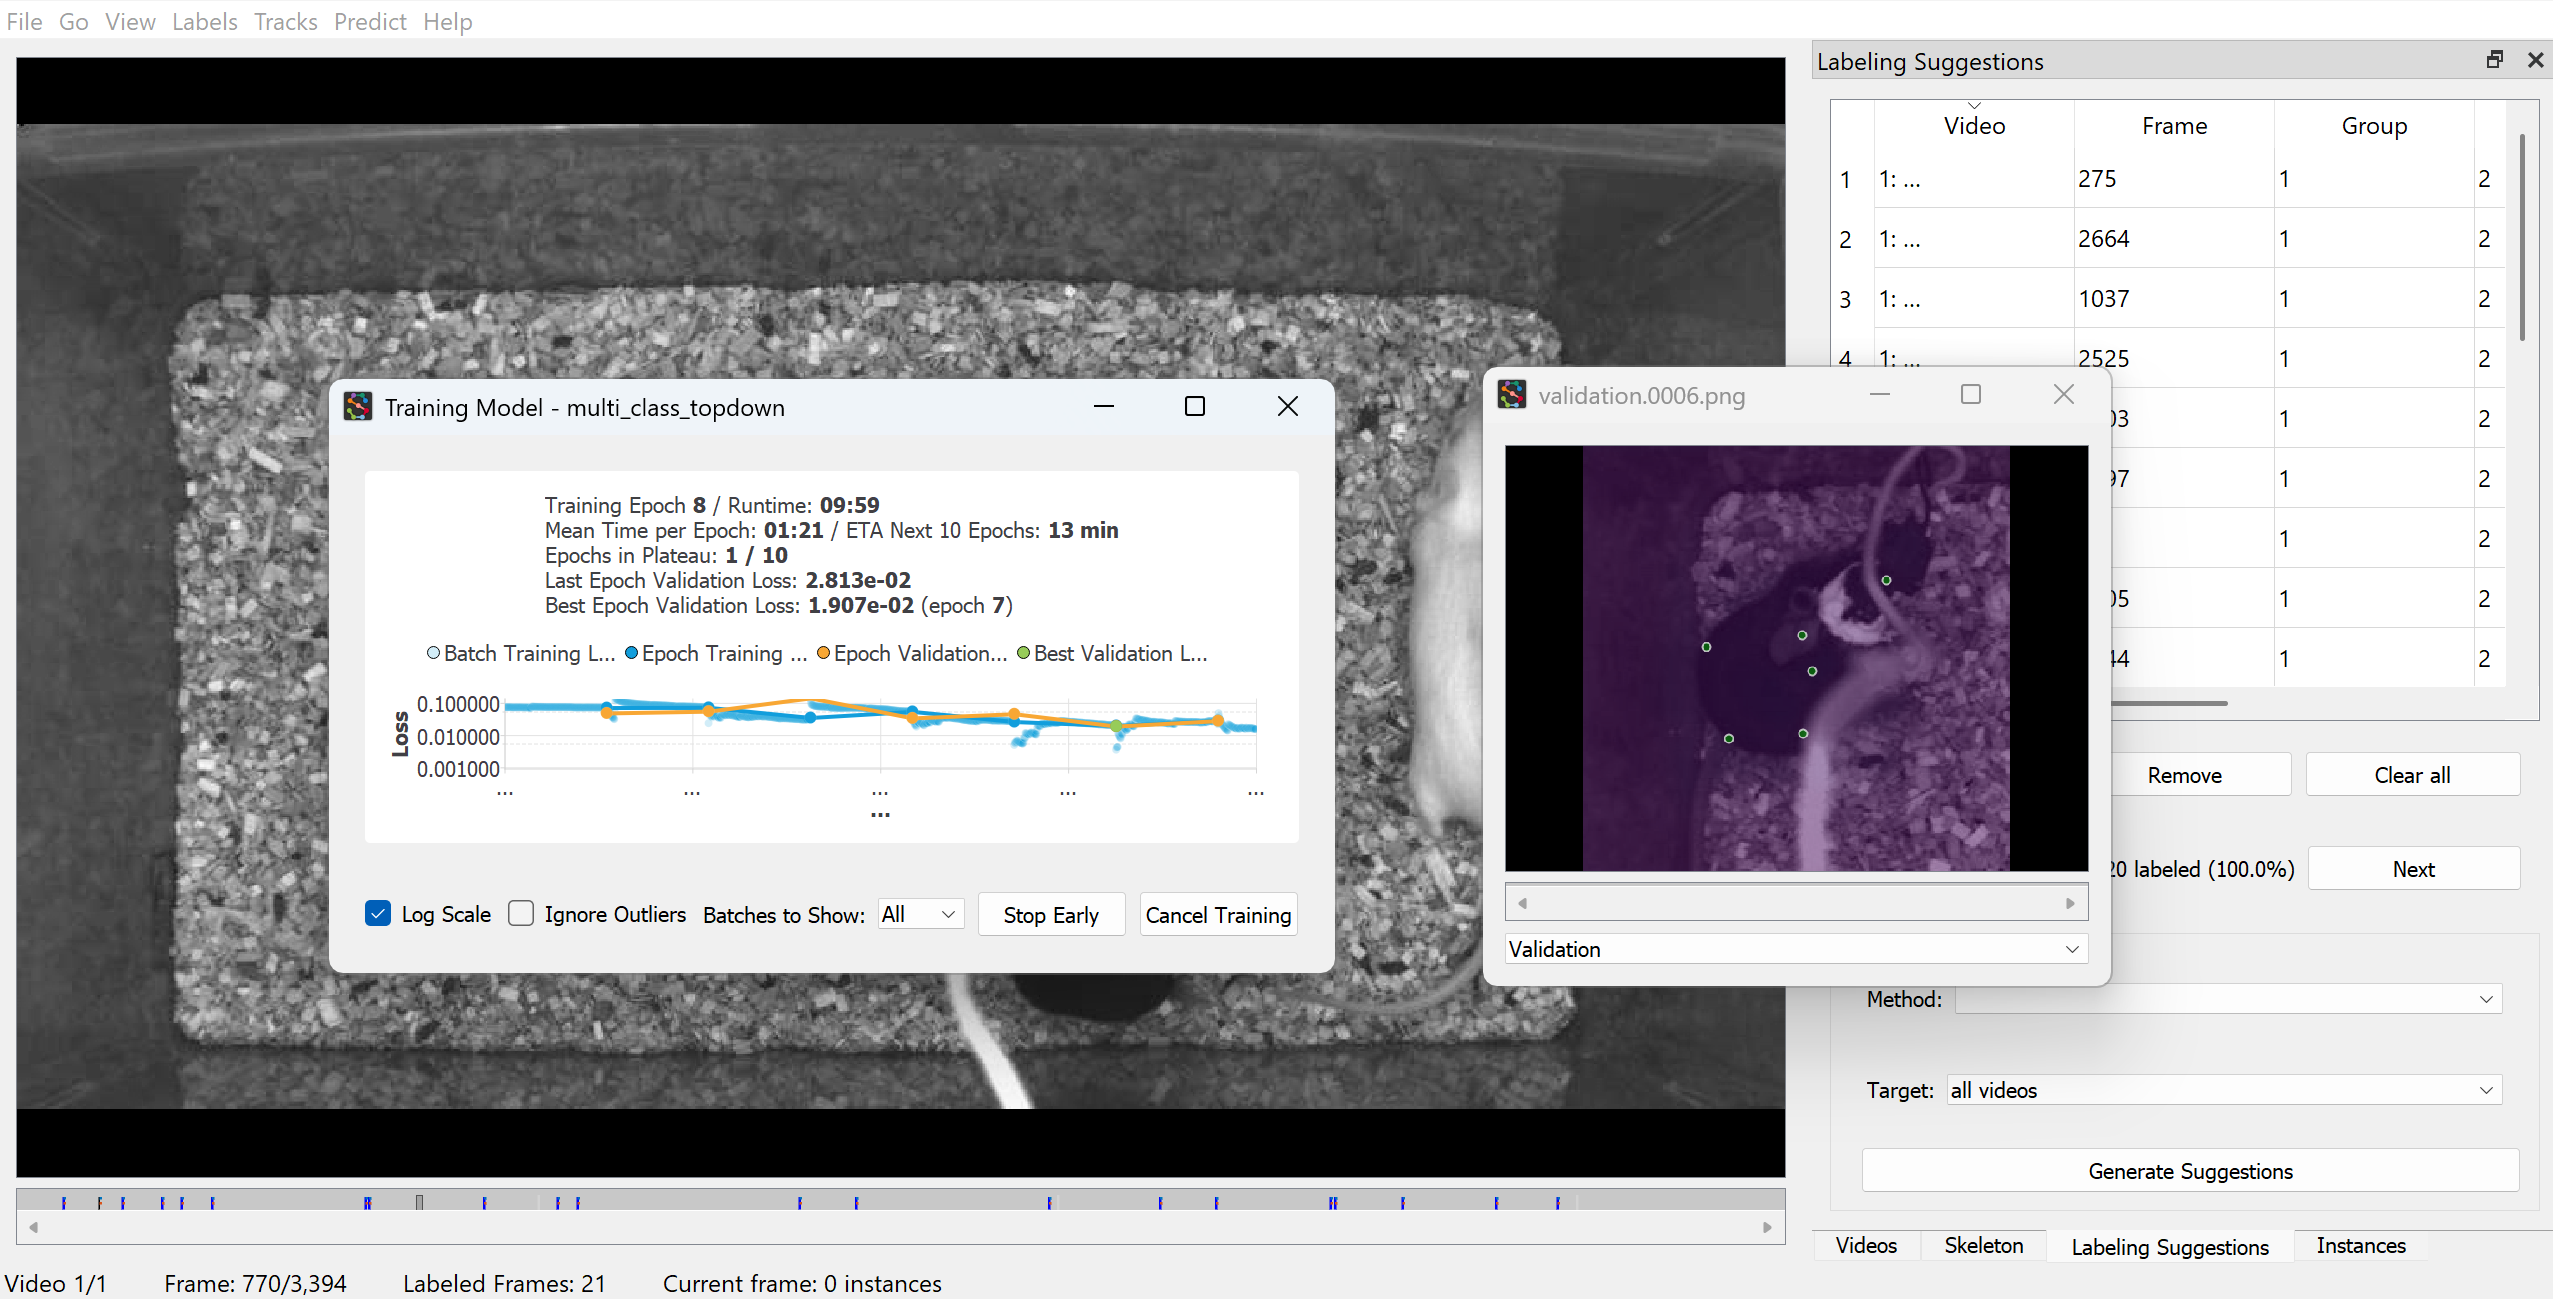 File Go View Labels Tracks Predict Help
Labeling Suggestions
Video Frame Group
1 1: ... 275 1 2
2 1: ... 2664 1 2
3 1: ... 1037 1 2
4 1: ... 2525 1 2
1 2
1 2
1 2
1 2
1 2
Training Model - multi_class_topdown
Training Epoch 8 / Runtime: 09:59
Mean Time per Epoch: 01:21 / ETA Next 10 Epochs: 13 min
Epochs in Plateau: 1 / 10
Last Epoch Validation Loss: 2.813e-02
Best Epoch Validation Loss: 1.907e-02 (epoch 7)
Batch Training L... Epoch Training ... Epoch Validation... Best Validation L...
Loss
0.100000
0.010000
0.001000
... ... ... ... ...
...
Log Scale Ignore Outliers Batches to Show: All Stop Early Cancel Training
validation.0006.png
Validation
Remove Clear all
20 labeled (100.0%) Next
Method:
Target: all videos
Generate Suggestions
Videos Skeleton Labeling Suggestions Instances
Video 1/1 Frame: 770/3,394 Labeled Frames: 21 Current frame: 0 instances